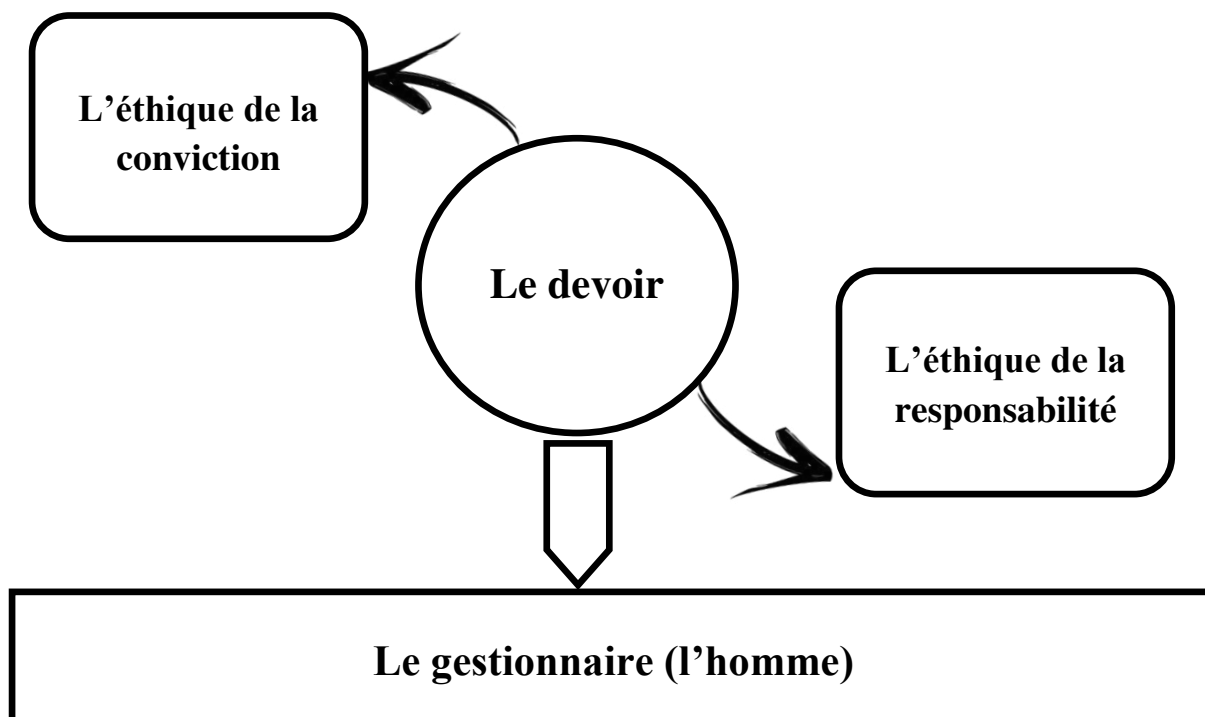 L’éthique de la
conviction
Le devoir
L’éthique de la
responsabilité
Le gestionnaire (l’homme)